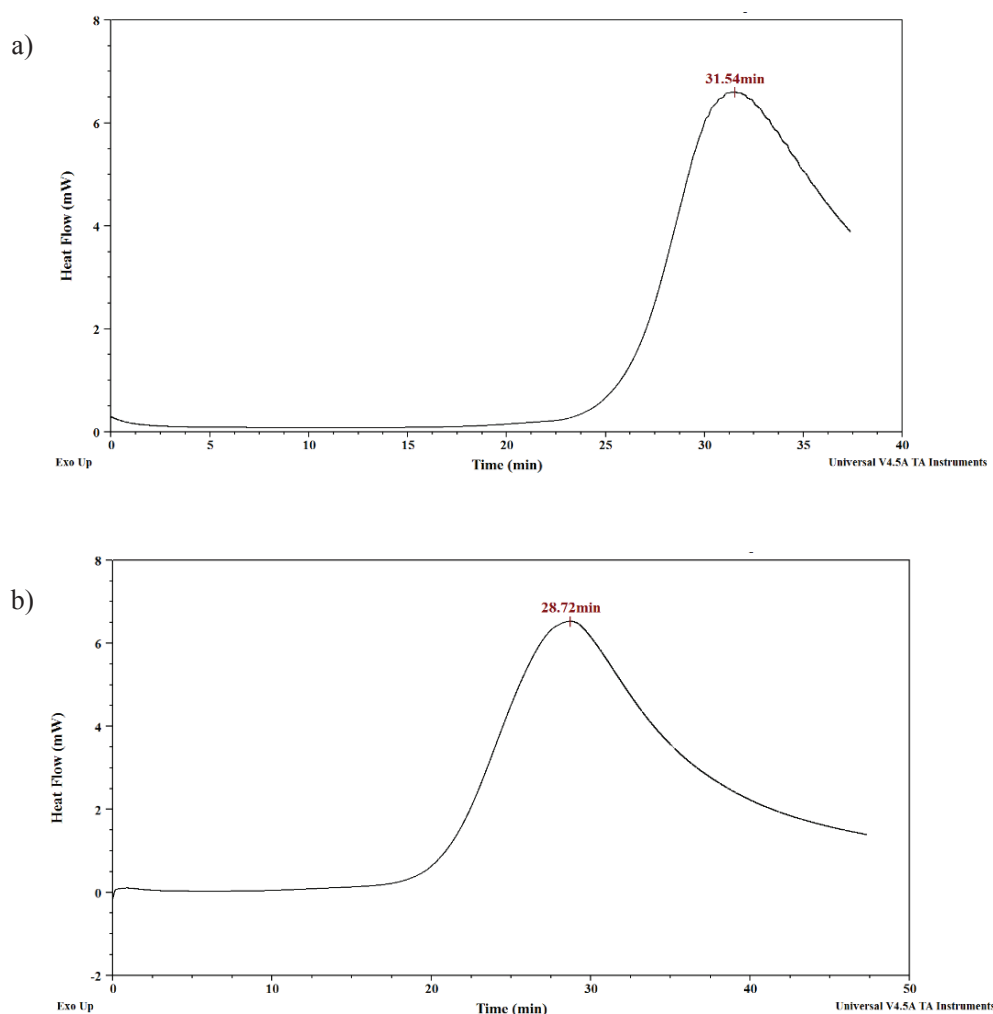 a)
8
31.54min
6
Heat Flow (mW)
4
2
0
0 5 10 15 20 25 30 35 40
Exo Up Time (min) Universal V4.5A TA Instruments
b)
8
28.72min
6
4
Heat Flow (mW)
2
0
-2
0 10 20 30 40 50
Exo Up Time (min) Universal V4.5A TA Instruments